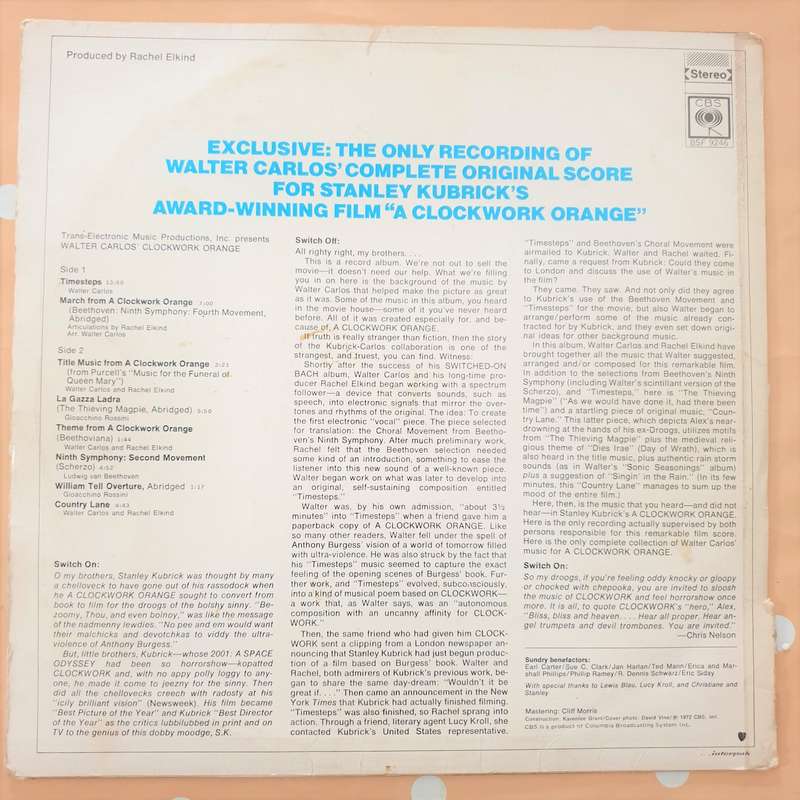 Produced by Rachel Elkind
Stereo
CBS
BSF 9246
EXCLUSIVE: THE ONLY RECORDING OF
WALTER CARLOS' COMPLETE ORIGINAL SCORE
FOR STANLEY KUBRICK'S
AWARD-WINNING FILM "A CLOCKWORK ORANGE"
Trans-Electronic Music Productions, Inc. presents
WALTER CARLOS' CLOCKWORK ORANGE
Side 1
Timesteps 13:50
Walter Carlos
March from A Clockwork Orange 7:00
(Beethoven: Ninth Symphony: Fourth Movement,
Abridged)
Articulations by Rachel Elkind
Arr. Walter Carlos
Side 2
Title Music from A Clockwork Orange 2:21
(from Purcell's "Music for the Funeral of
Queen Mary")
Walter Carlos and Rachel Elkind
La Gazza Ladra
(The Thieving Magpie, Abridged) 5:50
Gioacchino Rossini
Theme from A Clockwork Orange
(Beethoviana) 1:44
Walter Carlos and Rachel Elkind
Ninth Symphony: Second Movement
(Scherzo) 4:52
Ludwig van Beethoven
William Tell Overture, Abridged 1:17
Gioacchino Rossini
Country Lane 4:43
Walter Carlos and Rachel Elkind
Switch On:
O my brothers, Stanley Kubrick was thought by many
a chelloveck to have gone out of his rassodock when
he A CLOCKWORK ORANGE sought to convert from
book to film for the droogs of the bolshy sinny. "Be-
zoomy, Thou, and even bolnoy," was like the message
of the nadmenny lewdies. "No pee and em would want
their malchicks and devotchkas to viddy the ultra-
violence of Anthony Burgess."
But, little brothers, Kubrick—whose 2001: A SPACE
ODYSSEY had been so horrorshow—kopatted
CLOCKWORK and, with no appy polly loggy to any-
one, he made it come to jeezny for the sinny. Then
did all the chellovecks creech with radosty at his
"icily brilliant vision" (Newsweek). His film became
"Best Picture of the Year" and Kubrick "Best Director
of the Year" as the critics lubbilubbed in print and on
TV to the genius of this dobby moodge, S.K.
Switch Off:
All righty right, my brothers. . . .
This is a record album. We're not out to sell the
movie—it doesn't need our help. What we're filling
you in on here is the background of the music by
Walter Carlos that helped make the picture as great
as it was. Some of the music in this album, you heard
in the movie house—some of it you've never heard
before. All of it was created especially for, and be-
cause of, A CLOCKWORK ORANGE.
If truth is really stranger than fiction, then the story
of the Kubrick-Carlos collaberation is one of the
strangest, and truest, you can find. Witness:
Shortly after the success of his SWITCHED-ON
BACH album, Walter Carlos and his long-time pro-
ducer Rachel Elkind began working with a spectrum
follower—a device that converts sounds, such as
speech, into electronic signals that mirror the over-
tones and rhythms of the original. The idea: To create
the first electronic "vocal" piece. The piece selected
for translation: the Choral Movement from Beetho-
ven's Ninth Symphony. After much preliminary work,
Rachel felt that the Beethoven selection needed
some kind of an introduction, something to ease the
listener into this new sound of a well-known piece.
Walter began work on what was later to develop into
an original, self-sustaining composition entitled
"Timesteps."
Walter was, by his own admission, "about 3½
minutes" into "Timesteps" when a friend gave him a
paperback copy of A CLOCKWORK ORANGE. Like
so many other readers, Walter fell under the spell of
Anthony Burgess' vision of a world of tomorrow filled
with ultra-violence. He was also struck by the fact that
his "Timesteps" music seemed to capture the exact
feeling of the opening scenes of Burgess' book. Fur-
ther work, and "Timesteps" evolved, subconsciously,
into a kind of musical poem based on CLOCKWORK—
a work that, as Walter says, was an "autonomous
composition with an uncanny affinity for CLOCK-
WORK."
Then, the same friend who had given him CLOCK-
WORK sent a clipping from a London newspaper an-
nouncing that Stanley Kubrick had just begun produc-
tion of a film based on Burgess' book. Walter and
Rachel, both admirers of Kubrick's previous work, be-
gan to share the same day-dream: "Wouldn't it be
great if. . . ." Then came an announcement in the New
York Times that Kubrick had actually finished filming.
"Timesteps" was also finished, so Rachel sprang into
action. Through a friend, literary agent Lucy Kroll, she
contacted Kubrick's United States representative.
"Timesteps" and Beethoven's Choral Movement were
airmailed to Kubrick; Walter and Rachel waited. Fi-
nally, came a request from Kubrick: Could they come
to London and discuss the use of Walter's music in
the film?
They came. They saw. And not only did they agree
to Kubrick's use of the Beethoven Movement and
"Timesteps" for the movie, but also Walter began to
arrange/perform some of the music already con-
tracted for by Kubrick, and they even set down origi-
nal ideas for other background music.
In this album, Walter Carlos and Rachel Elkind have
brought together all the music that Walter suggested,
arranged and/or composed for this remarkable film.
In addition to the selections from Beethoven's Ninth
Symphony (including Walter's scintillant version of the
Scherzo), and "Timesteps," here is "The Thieving
Magpie" ("As we would have done it, had there been
time") and a startling piece of original music, "Coun-
try Lane." This latter piece, which depicts Alex's near-
drowning at the hands of his ex-Droogs, utilizes motifs
from "The Thieving Magpie" plus the medieval reli-
gious theme of "Dies Irae" (Day of Wrath), which is
also heard in the title music, plus authentic rain storm
sounds (as in Walter's "Sonic Seasonings" album)
plus a suggestion of "Singin' in the Rain." (In its few
minutes, this "Country Lane" manages to sum up the
mood of the entire film.)
Here, then, is the music that you heard—and did not
hear—in Stanley Kubrick's A CLOCKWORK ORANGE.
Here is the only recording actually supervised by both
persons responsible for this remarkable film score.
Here is the only complete collection of Walter Carlos'
music for A CLOCKWORK ORANGE.
Switch On:
So my droogs, if you're feeling oddy knocky or gloopy
or chocked with chepooka, you are invited to sloosh
the music of CLOCKWORK and feel horrorshow once
more. It is all, to quote CLOCKWORK's "hero," Alex,
"Bliss, bliss and heaven. . . . Hear all proper. Hear an-
gel trumpets and devil trombones. You are invited."
—Chris Nelson
Sundry benefactors:
Earl Carter/Sue C. Clark/Jan Harlan/Ted Mann/Erica and Mar-
shall Phillips/Phillip Ramey/R. Dennis Schwarz/Eric Siday
With special thanks to Lewis Blau, Lucy Kroll, and Christiane and
Stanley
Mastering: Cliff Morris
Construction: Karenlee Grant/Cover photo: David Vine/℗ 1972 CBS, Inc.
CBS is a product of Columbia Broadcasting System Inc.
interpak